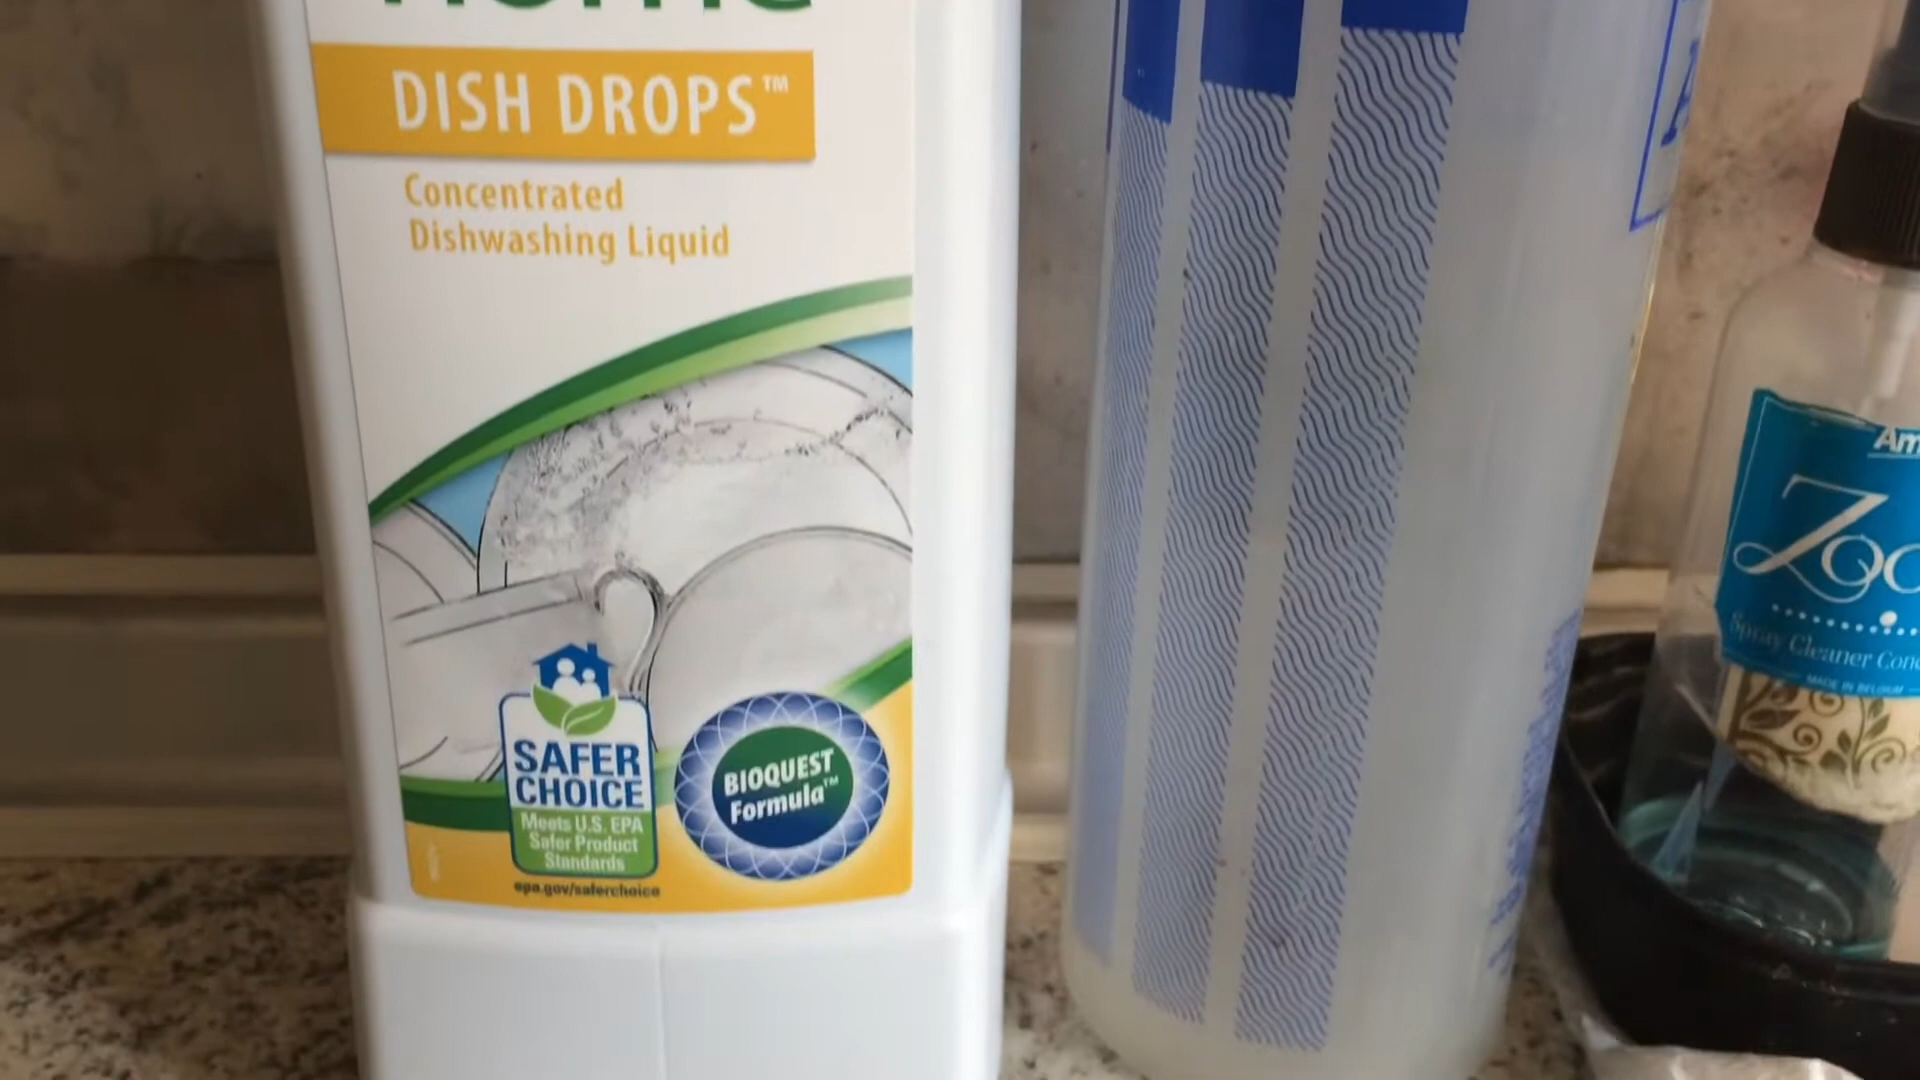 DISH DROPS™
Concentrated
Dishwashing Liquid
SAFER
CHOICE
Meets U.S. EPA
Safer Product
Standards
epa.gov/saferchoice
BIOQUEST
Formula™
Spray Cleaner
MADE IN BELGIUM